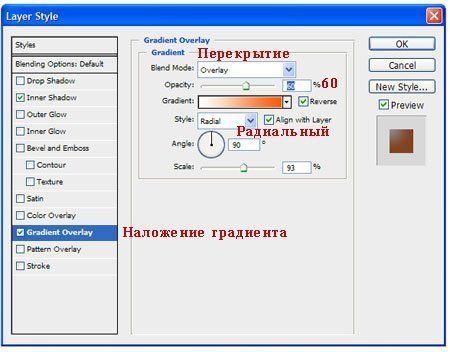 Layer Style
Styles
Blending Options: Default
Drop Shadow
Inner Shadow
Outer Glow
Inner Glow
Bevel and Emboss
Contour
Texture
Satin
Color Overlay
Gradient Overlay
Наложение градиента
Pattern Overlay
Stroke
Gradient Overlay
Gradient
Перекрытие
Blend Mode: Overlay
Opacity: 60 %60
Gradient: Reverse
Style: Radial Align with Layer
Радиальный
Angle: 90 °
Scale: 93 %
OK
Cancel
New Style...
Preview